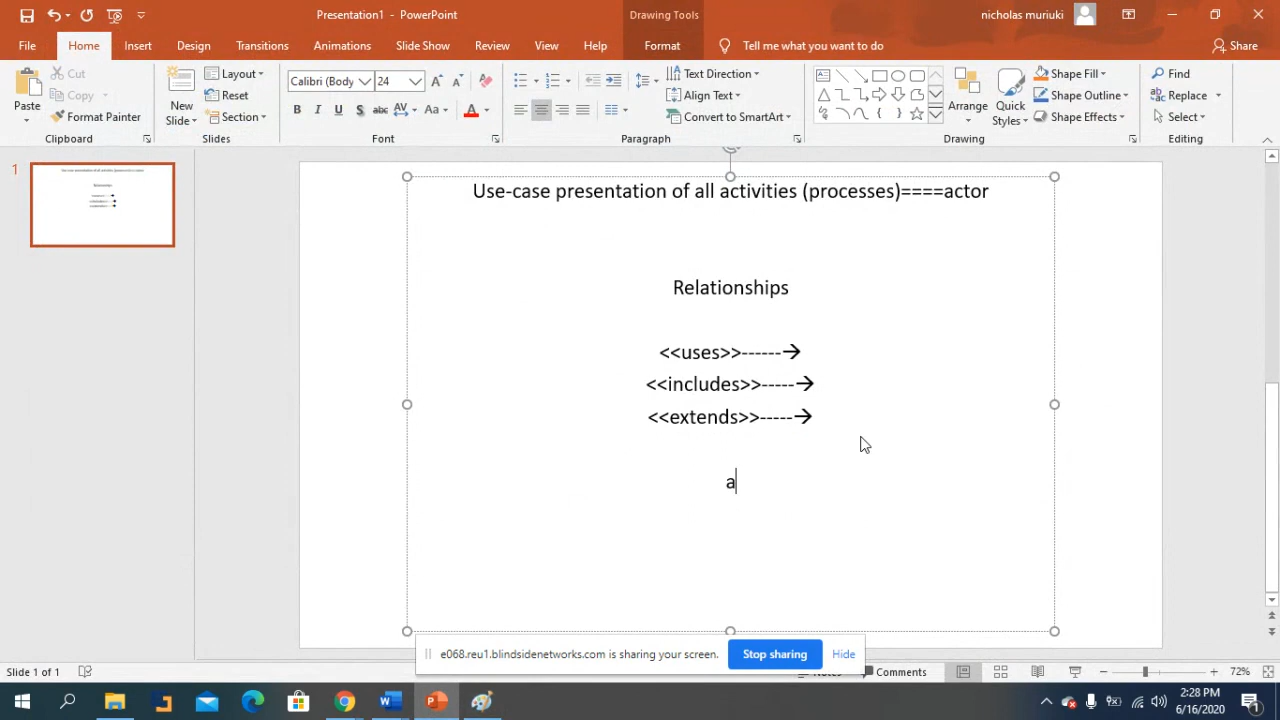 Presentation1 - PowerPoint
Drawing Tools
nicholas muriuki
File Home Insert Design Transitions Animations Slide Show Review View Help Format Tell me what you want to do Share
Paste
Cut
Copy
Format Painter
Clipboard
New Slide
Layout
Reset
Section
Slides
Calibri (Body 24
Font
Text Direction
Align Text
Convert to SmartArt
Paragraph
Arrange
Quick Styles
Shape Fill
Shape Outline
Shape Effects
Drawing
Find
Replace
Select
Editing
1
Use-case presentation of all activities (processes)====actor
Relationships
<<uses>>------→
<<includes>>-----→
<<extends>>-----→
a
e068.reu1.blindsidenetworks.com is sharing your screen. Stop sharing Hide
Slide 1 of 1 Comments 72%
2:28 PM
6/16/2020